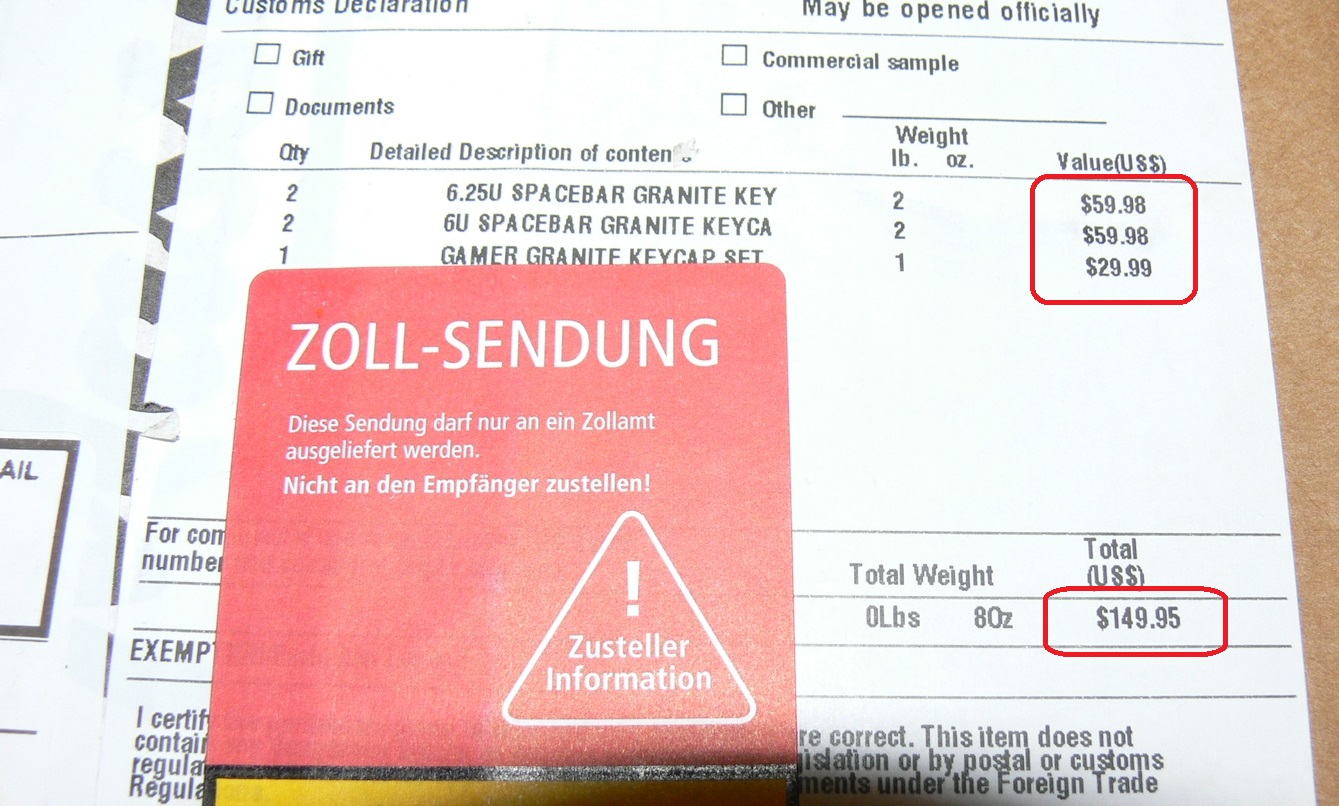 Customs Declaration May be opened officially
Gift Commercial sample
Documents Other
Weight
Qty Detailed Description of lb. oz. Value(US$)
2 6.25U SPACEBAR GRANITE KEY 2 $59.98
2 6U SPACEBAR GRANITE KEYCA 2 $59.98
1 GAMER GRANITE KEYCAP SET 1 $29.99
ZOLL-SENDUNG
Diese Sendung darf nur an ein Zollamt
ausgeliefert werden.
Nicht an den Empfänger zustellen!
!
Zusteller
Information
AIL
For com
number
Total
Total Weight (US$)
0Lbs 8Oz $149.95
EXEMP
I certif
contai re correct. This item does not
regula islation or by postal or customs
Regula ments under the Foreign Trade